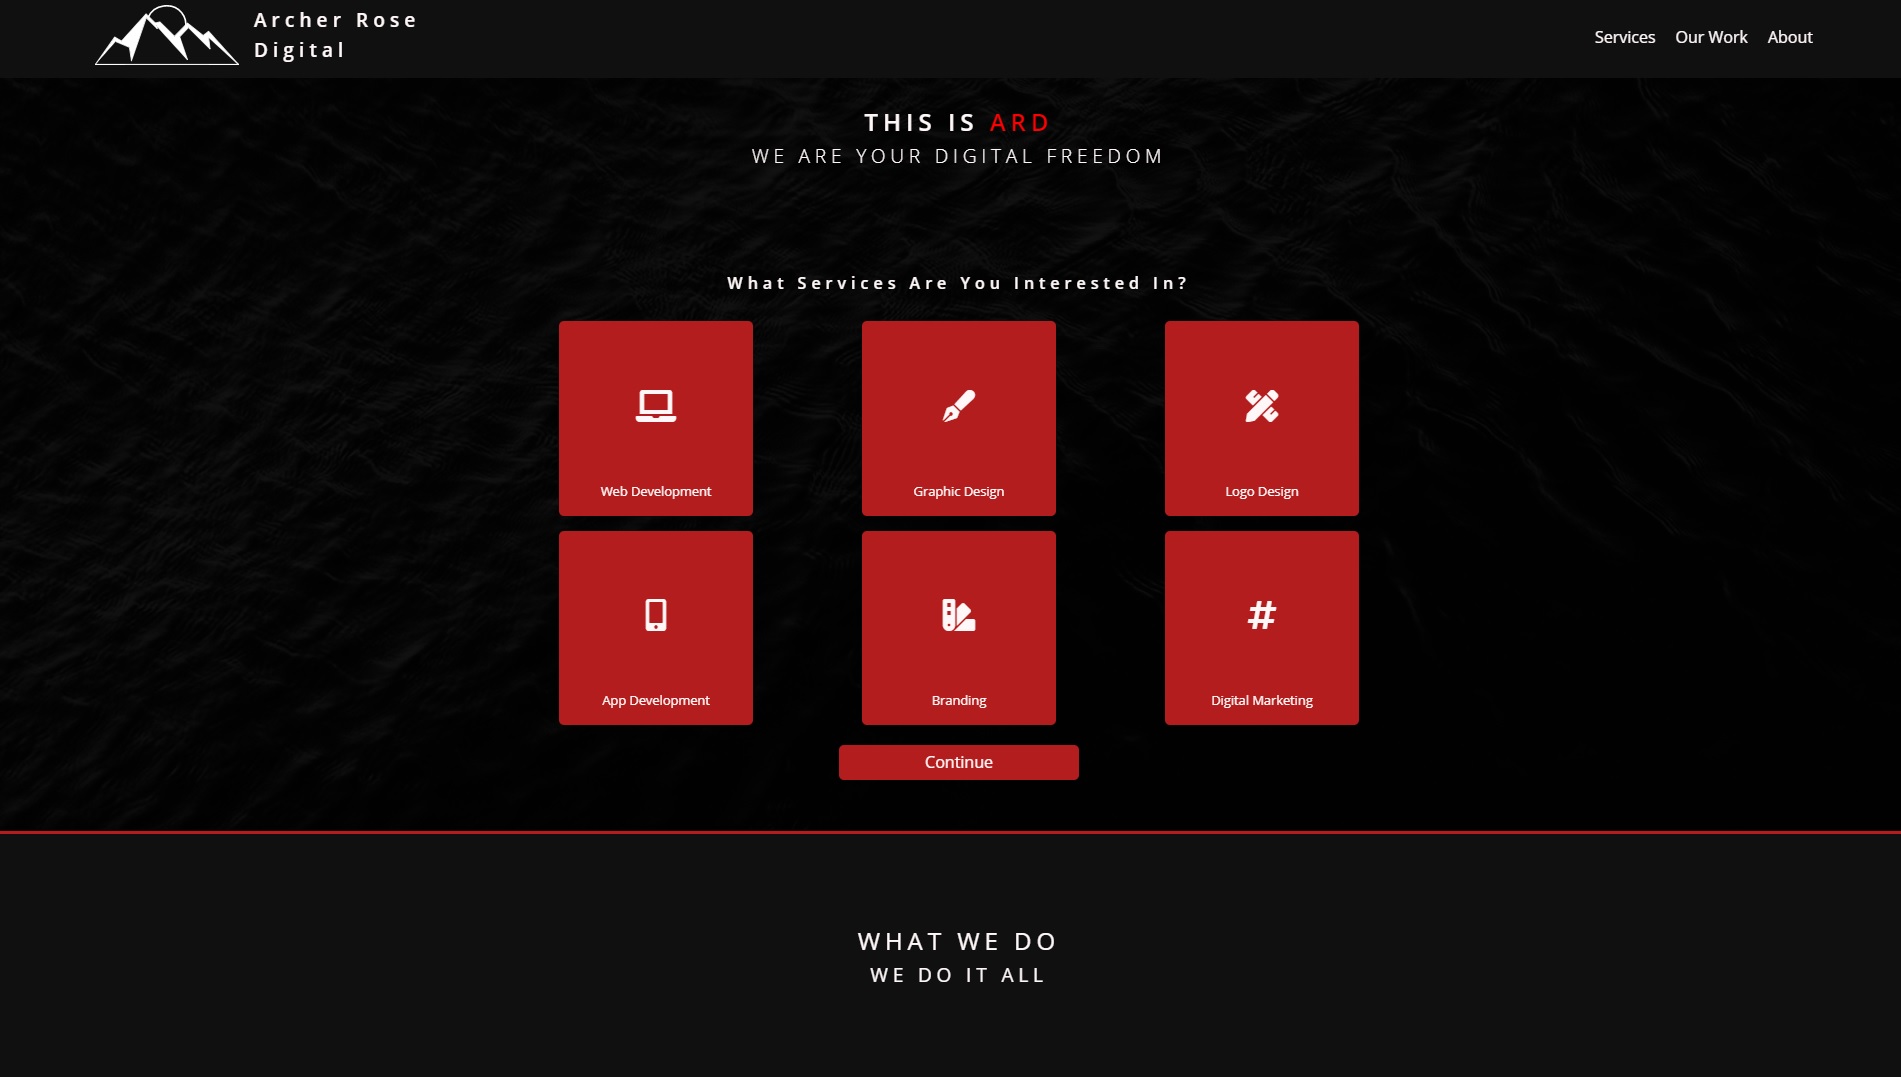 Archer Rose
Digital
Services Our Work About
THIS IS ARD
WE ARE YOUR DIGITAL FREEDOM
What Services Are You Interested In?
Web Development
Graphic Design
Logo Design
App Development
Branding
Digital Marketing
Continue
WHAT WE DO
WE DO IT ALL